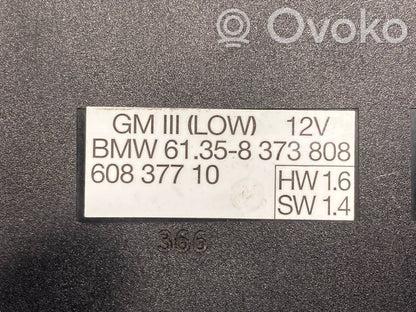 Ovoko
GM III (LOW) 12V
BMW 61.35-8 373 808
608 377 10 HW 1.6
SW 1.4
366